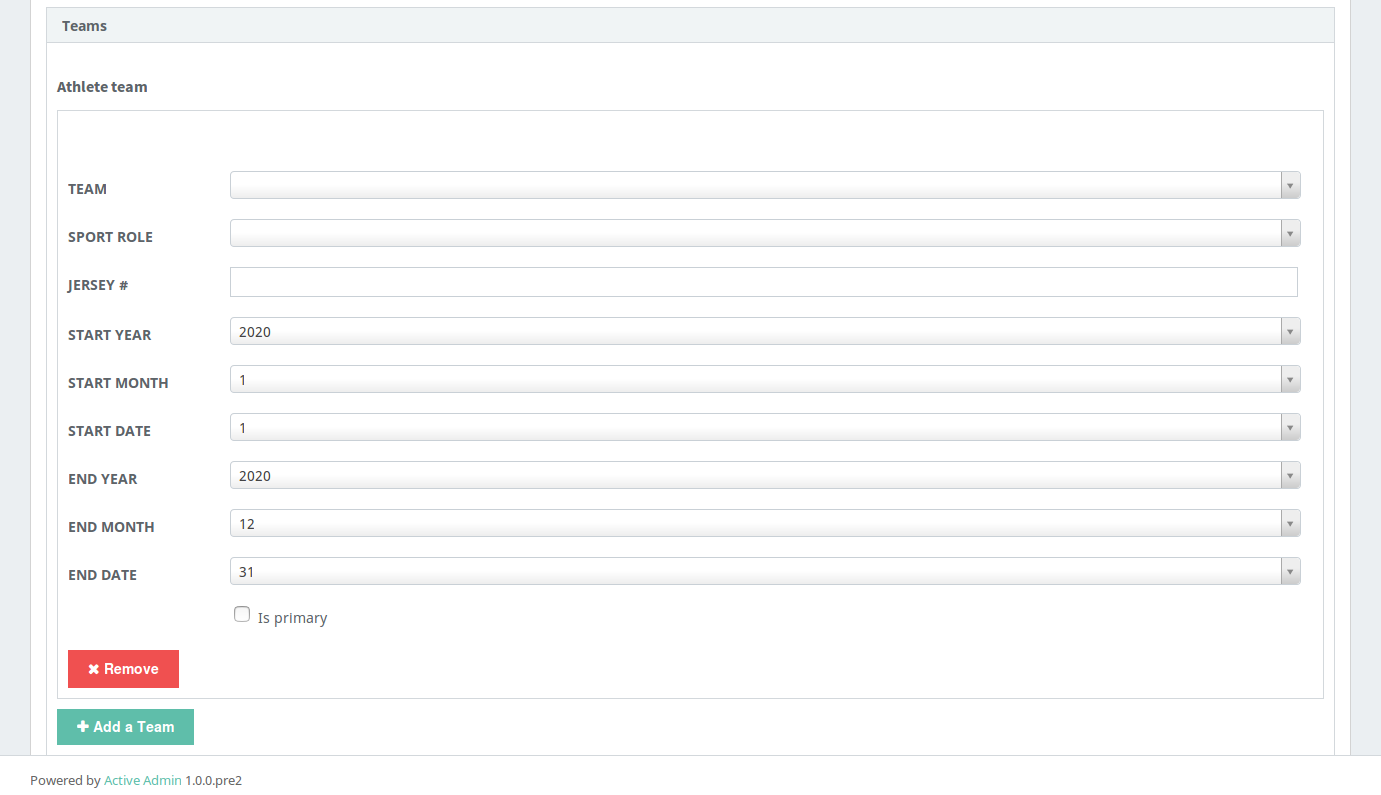 Teams
Athlete team
TEAM
SPORT ROLE
JERSEY #
START YEAR 2020
START MONTH 1
START DATE 1
END YEAR 2020
END MONTH 12
END DATE 31
Is primary
✖ Remove
+ Add a Team
Powered by Active Admin 1.0.0.pre2